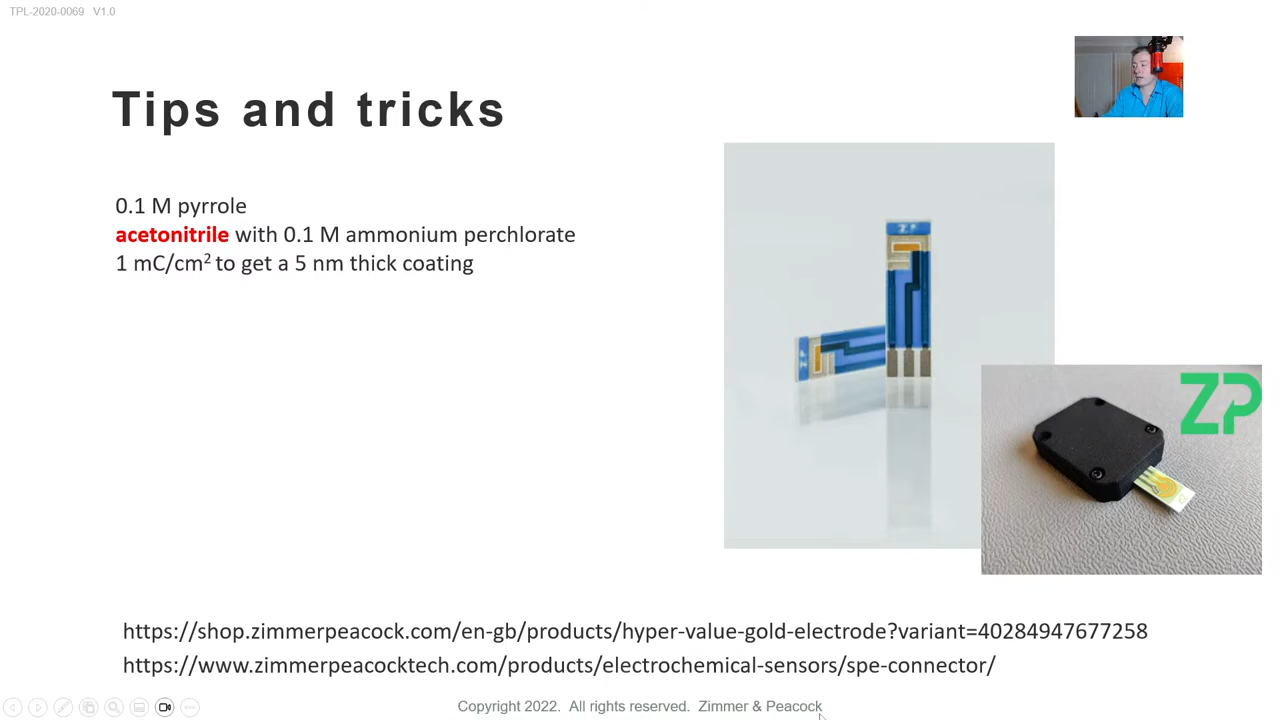 TPL-2020-0069 V1.0
Tips and tricks
0.1 M pyrrole
acetonitrile with 0.1 M ammonium perchlorate
1 mC/cm² to get a 5 nm thick coating
ZP
ZP
ZP
https://shop.zimmerpeacock.com/en-gb/products/hyper-value-gold-electrode?variant=40284947677258
https://www.zimmerpeacocktech.com/products/electrochemical-sensors/spe-connector/
Copyright 2022. All rights reserved. Zimmer & Peacock